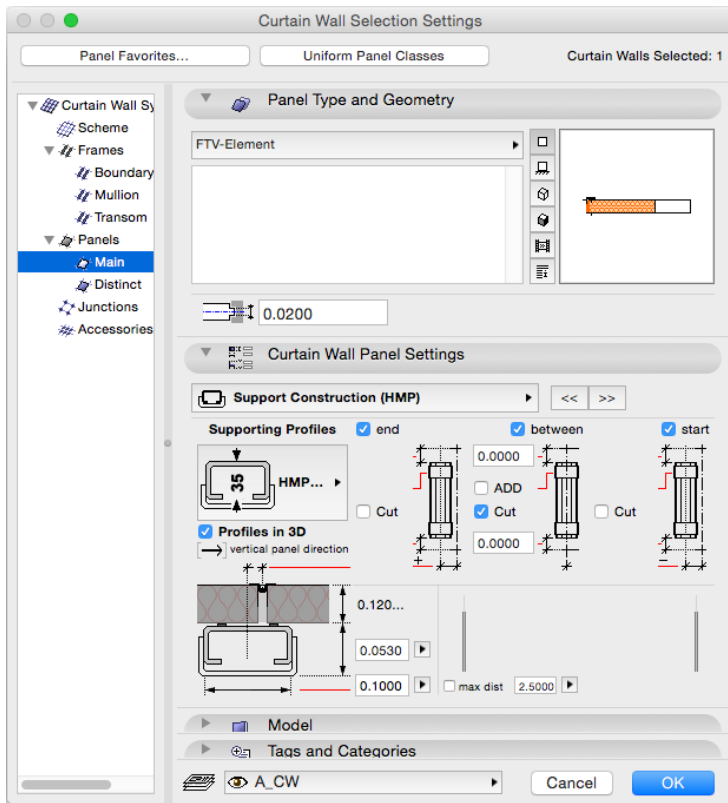 Curtain Wall Selection Settings
Panel Favorites...
Uniform Panel Classes
Curtain Walls Selected: 1
Curtain Wall Sy
Scheme
Frames
Boundary
Mullion
Transom
Panels
Main
Distinct
Junctions
Accessories
Panel Type and Geometry
FTV-Element
0.0200
Curtain Wall Panel Settings
Support Construction (HMP)
<<
>>
Supporting Profiles
end
between
start
35
HMP...
0.0000
ADD
Cut
Cut
Cut
0.0000
Profiles in 3D
vertical panel direction
0.120...
0.0530
0.1000
max dist
2.5000
Model
Tags and Categories
A_CW
Cancel
OK